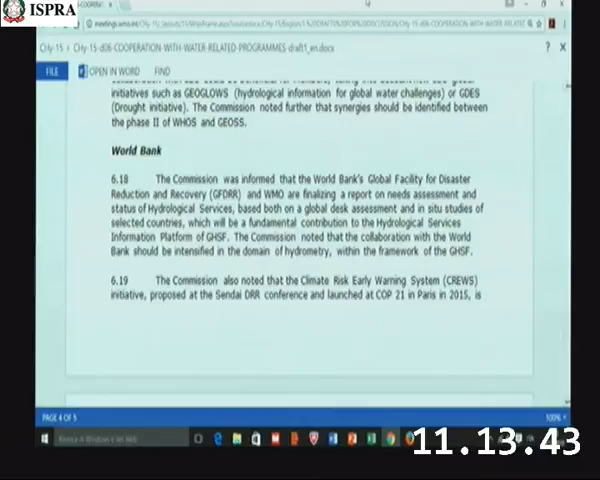 ISPRA
CHy-15 › CHy-15-d06-COOPERATION-WITH-WATER-RELATED-PROGRAMMES-draft1_en.docx
FILE
OPEN IN WORD
FIND
initiatives such as GEOGLOWS (hydrological information for global water challenges) or GDES
(Drought initiative). The Commission noted further that synergies should be identified between
the phase II of WHOS and GEOSS.
World Bank
6.18 The Commission was informed that the World Bank's Global Facility for Disaster
Reduction and Recovery (GFDRR) and WMO are finalizing a report on needs assessment and
status of Hydrological Services, based both on a global desk assessment and in situ studies of
selected countries, which will be a fundamental contribution to the Hydrological Services
Information Platform of GHSF. The Commission noted that the collaboration with the World
Bank should be intensified in the domain of hydrometry, within the framework of the GHSF.
6.19 The Commission also noted that the Climate Risk Early Warning System (CREWS)
initiative, proposed at the Sendai DRR conference and launched at COP 21 in Paris in 2015, is
PAGE 4 OF 5
100%
11.13.43